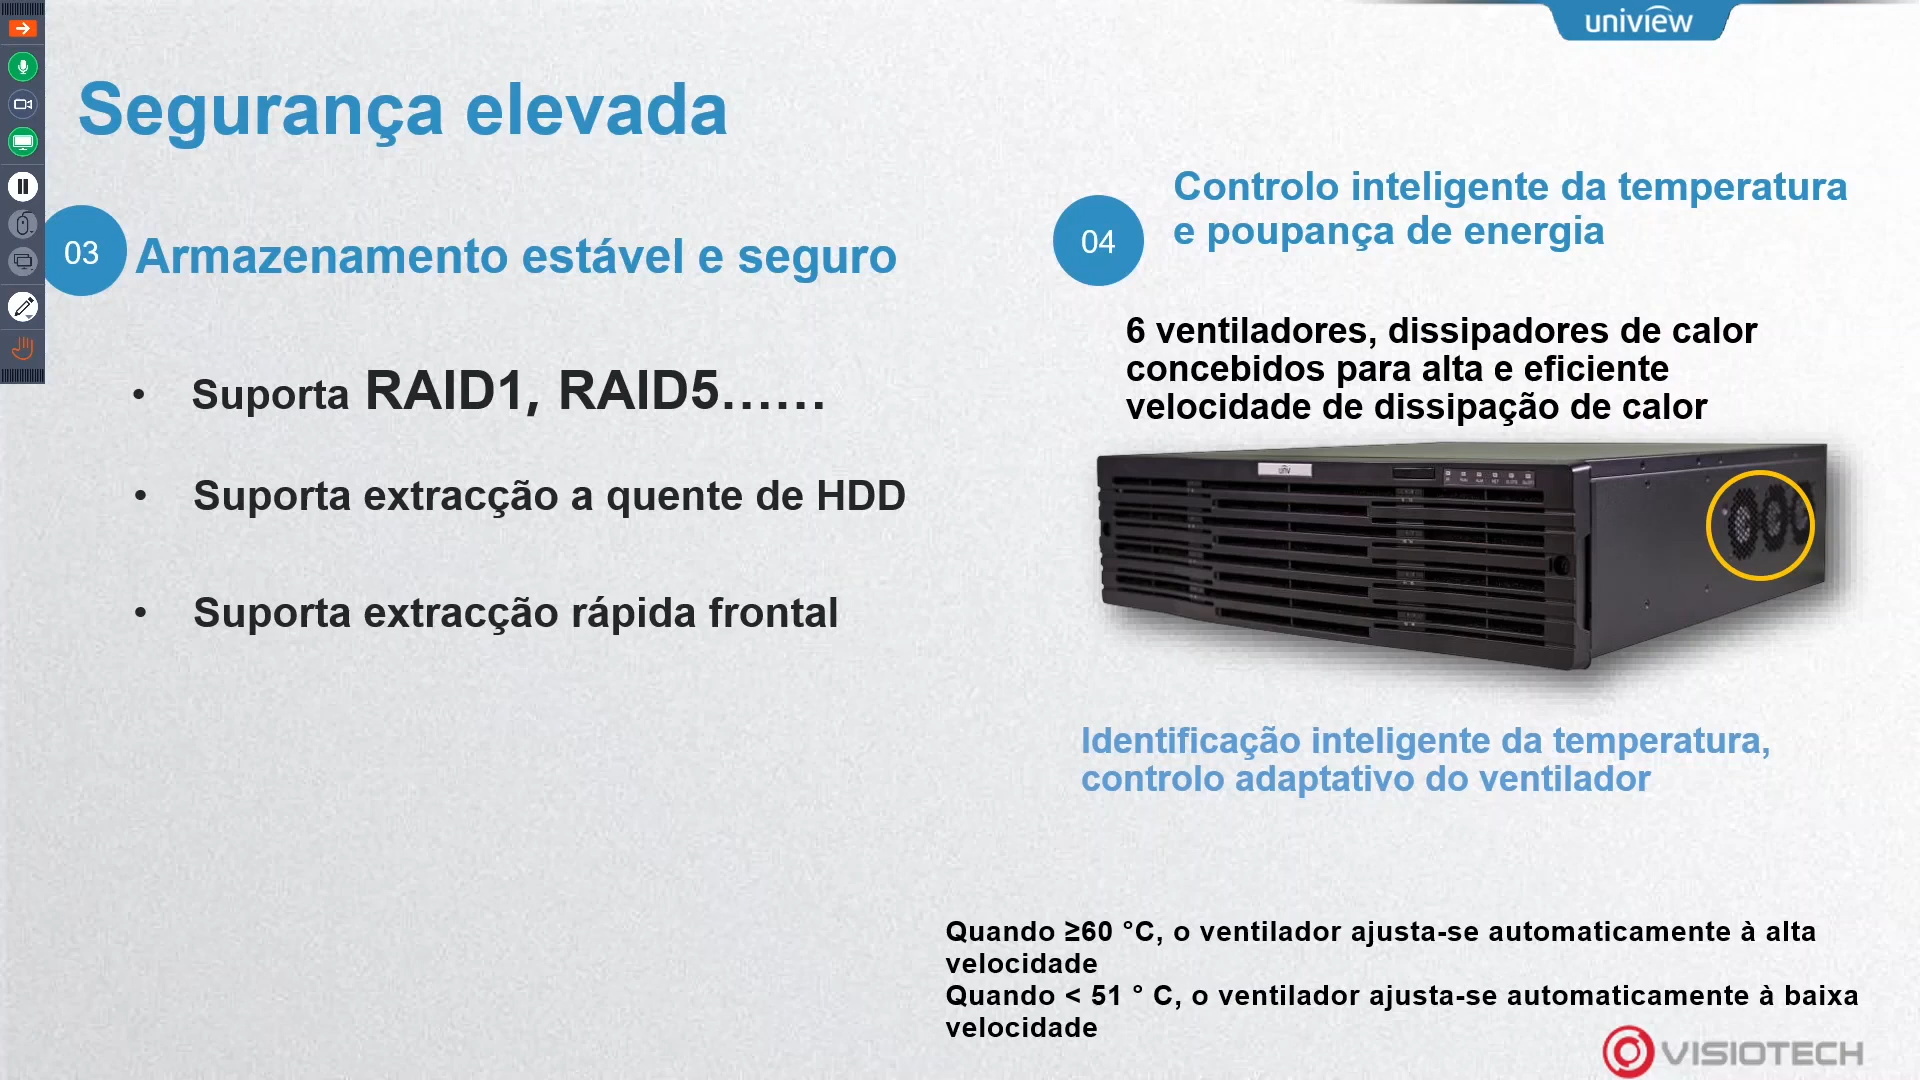 uniview
Segurança elevada
03
Armazenamento estável e seguro
• Suporta RAID1, RAID5……
• Suporta extracção a quente de HDD
• Suporta extracção rápida frontal
04
Controlo inteligente da temperatura
e poupança de energia
6 ventiladores, dissipadores de calor
concebidos para alta e eficiente
velocidade de dissipação de calor
unv
Identificação inteligente da temperatura,
controlo adaptativo do ventilador
Quando ≥60 °C, o ventilador ajusta-se automaticamente à alta
velocidade
Quando < 51 ° C, o ventilador ajusta-se automaticamente à baixa
velocidade
VISIOTECH